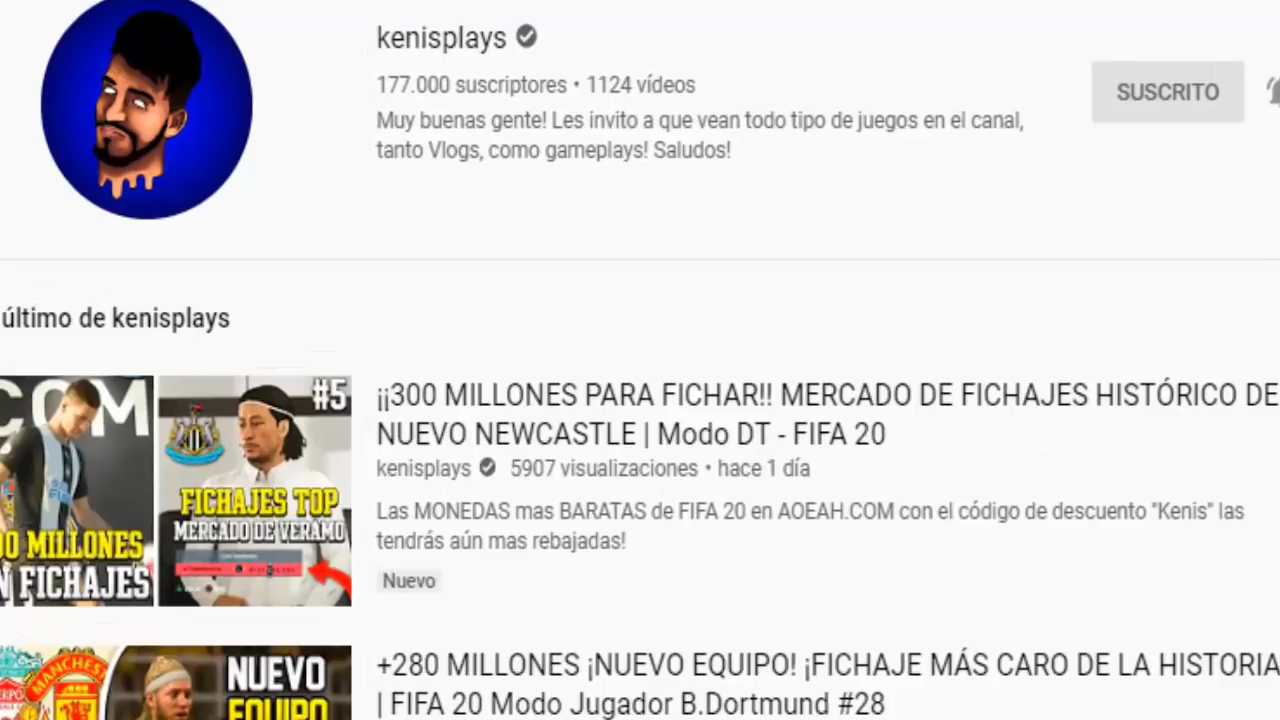 kenisplays
177.000 suscriptores • 1124 vídeos
SUSCRITO
Muy buenas gente! Les invito a que vean todo tipo de juegos en el canal,
tanto Vlogs, como gameplays! Saludos!
último de kenisplays
¡¡300 MILLONES PARA FICHAR!! MERCADO DE FICHAJES HISTÓRICO DE
NUEVO NEWCASTLE | Modo DT - FIFA 20
kenisplays 5907 visualizaciones • hace 1 día
Las MONEDAS mas BARATAS de FIFA 20 en AOEAH.COM con el código de descuento "Kenis" las
tendrás aún mas rebajadas!
Nuevo
COM
MILLONES
FICHAJES
#5
FICHAJES TOP
MERCADO DE VERANO
+280 MILLONES ¡NUEVO EQUIPO! ¡FICHAJE MÁS CARO DE LA HISTORIA
| FIFA 20 Modo Jugador B.Dortmund #28
MANCHEST
NUEVO
EQUIPO